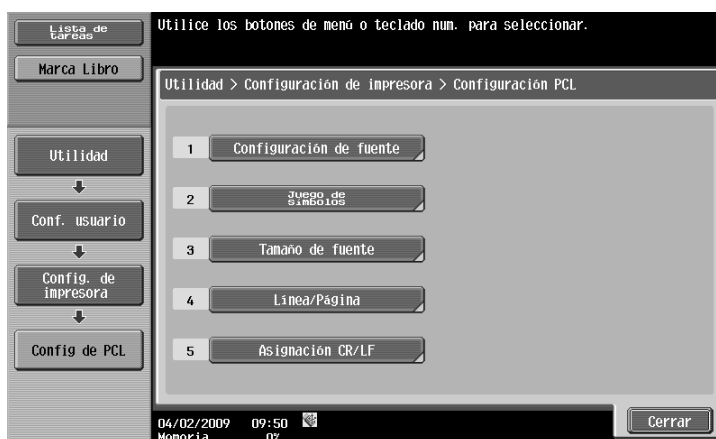 Lista de
tareas
Utilice los botones de menú o teclado num. para seleccionar.
Marca Libro
Utilidad > Configuración de impresora > Configuración PCL
Utilidad
Conf. usuario
Config. de
impresora
Config de PCL
1 Configuración de fuente
2 Juego de
símbolos
3 Tamaño de fuente
4 Línea/Página
5 Asignación CR/LF
04/02/2009 09:50
Memoria 0%
Cerrar